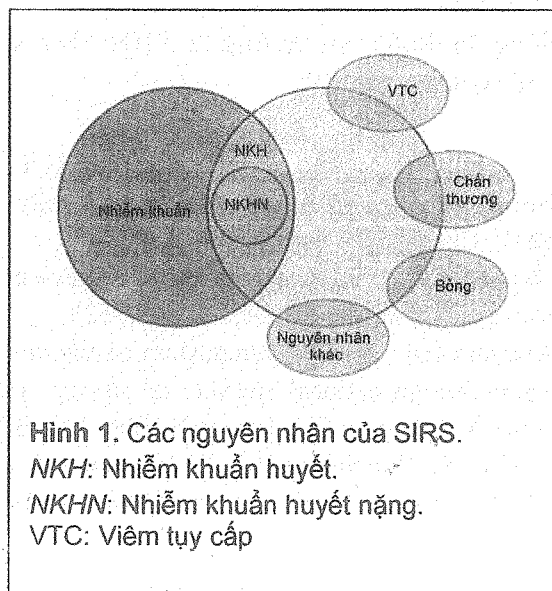 VTC
NKH
Chấn
thương
Nhiễm khuẩn
NKHN
Bỏng
Nguyên nhân
khác
Hình 1. Các nguyên nhân của SIRS.
NKH: Nhiễm khuẩn huyết.
NKHN: Nhiễm khuẩn huyết nặng.
VTC: Viêm tụy cấp